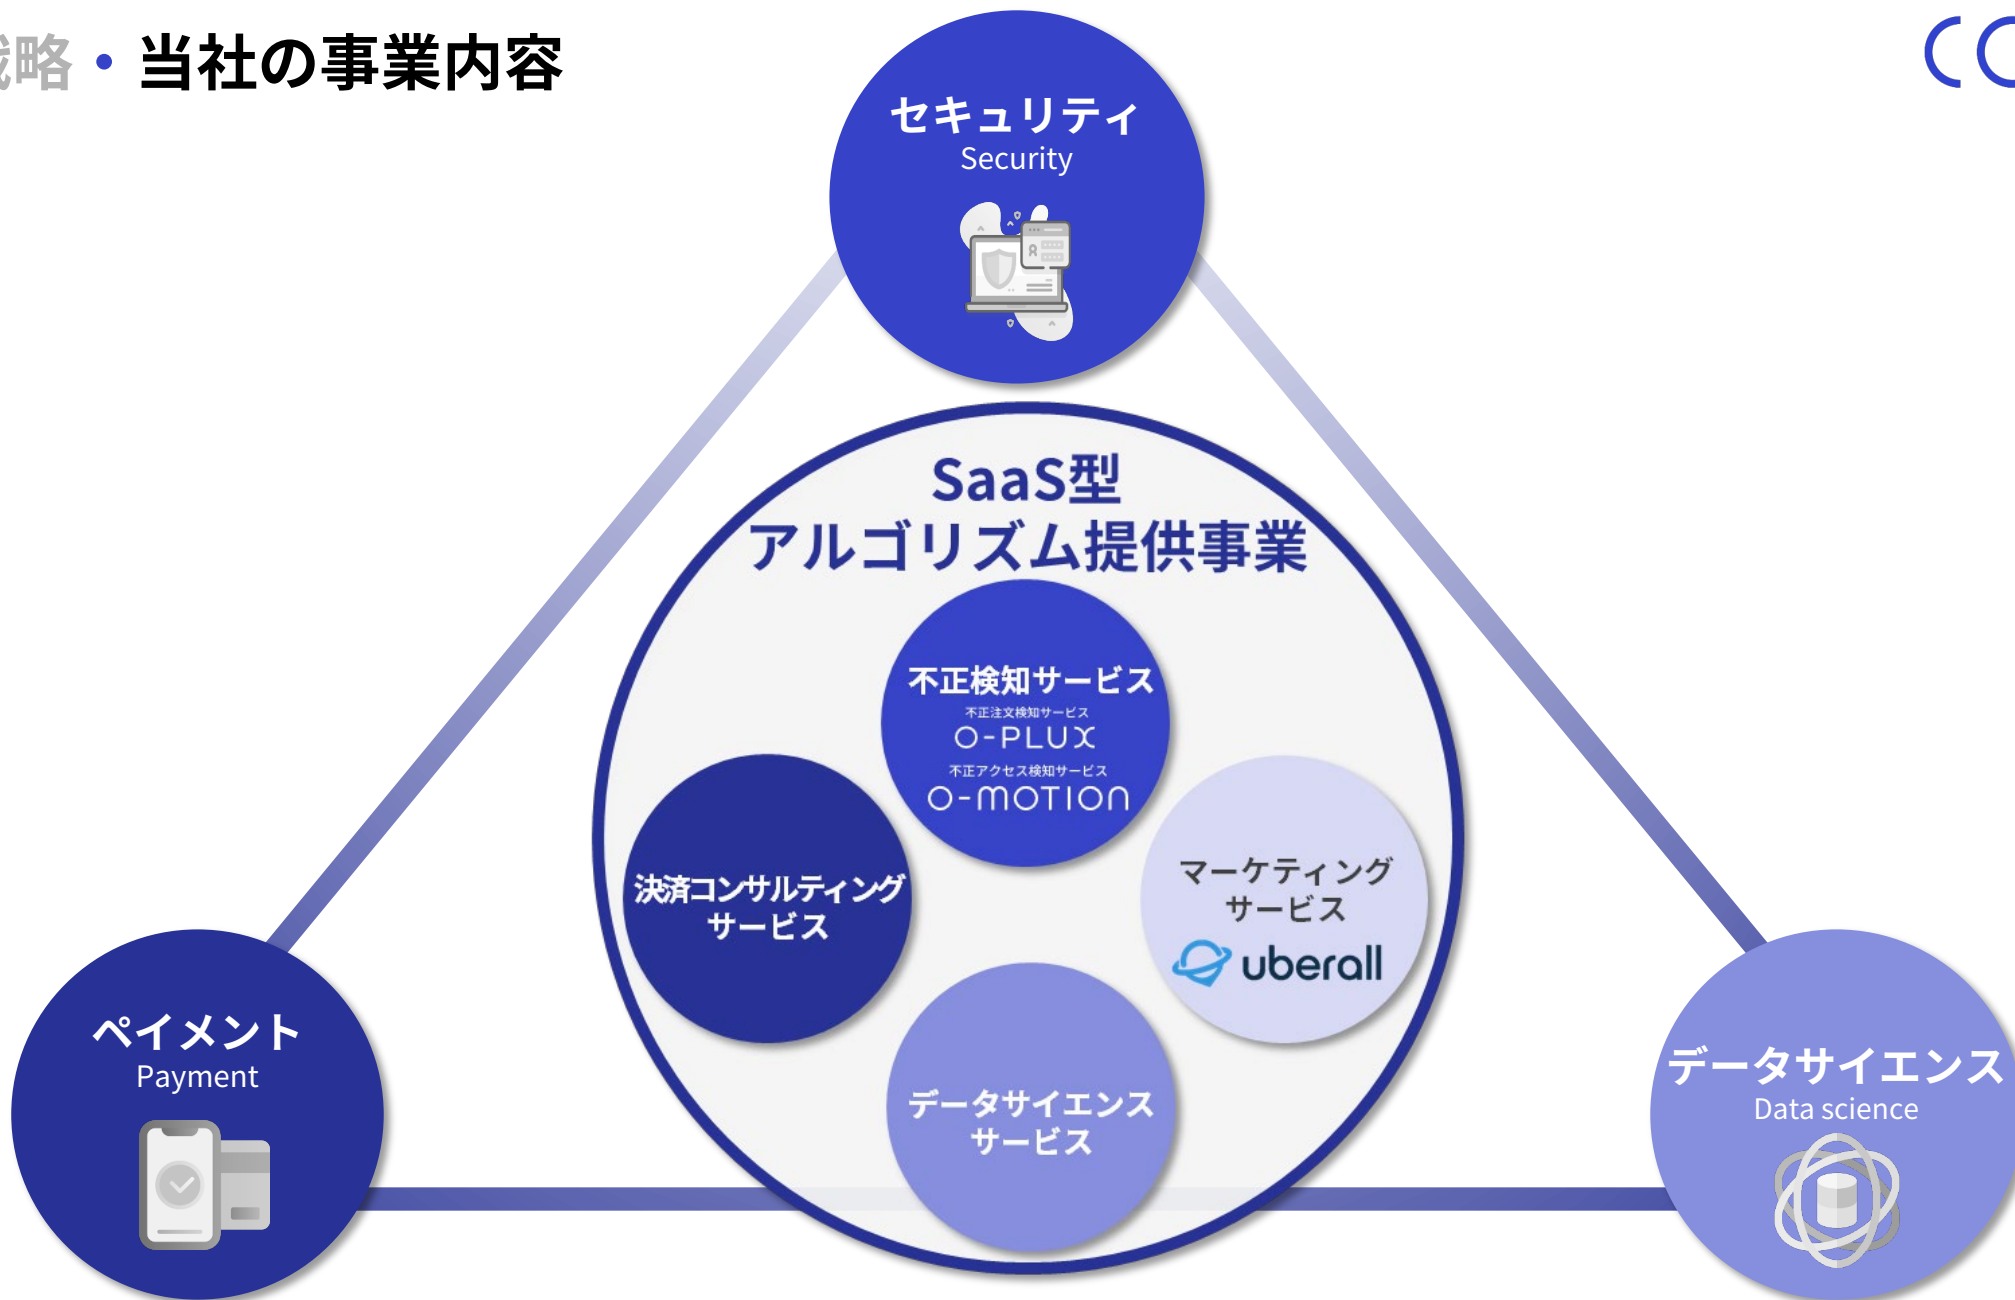 略・当社の事業内容
セキュリティ
Security
SaaS型
アルゴリズム提供事業
不正検知サービス
不正注文検知サービス
O-PLUX
不正アクセス検知サービス
O-MOTION
決済コンサルティング
サービス
マーケティング
サービス
uberall
データサイエンス
サービス
ペイメント
Payment
データサイエンス
Data science